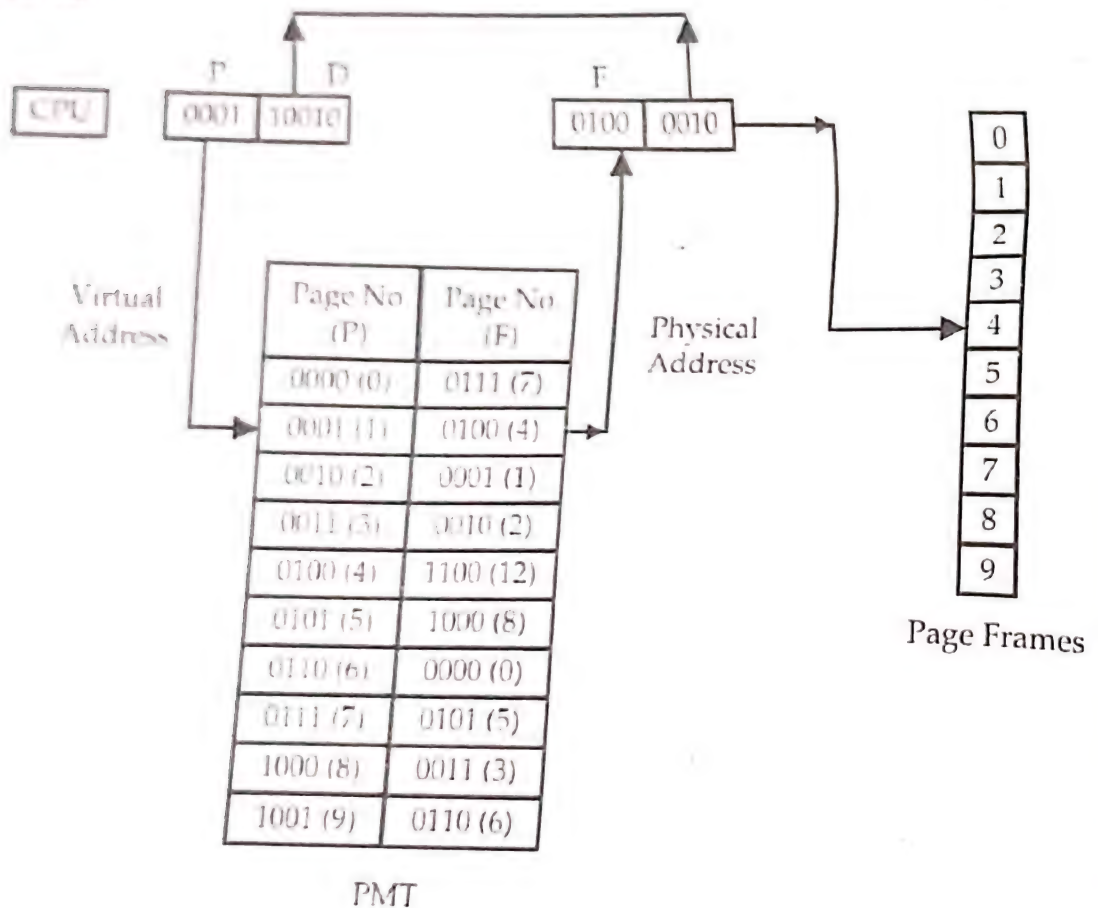 P D F
CPU 0001 10010 0100 0010
Virtual
Address
Page No
(P)
Page No
(F)
0000 (0) 0111 (7)
0001 (1) 0100 (4)
0010 (2) 0001 (1)
0011 (3) 0010 (2)
0100 (4) 1100 (12)
0101 (5) 1000 (8)
0110 (6) 0000 (0)
0111 (7) 0101 (5)
1000 (8) 0011 (3)
1001 (9) 0110 (6)
PMT
Physical
Address
0
1
2
3
4
5
6
7
8
9
Page Frames